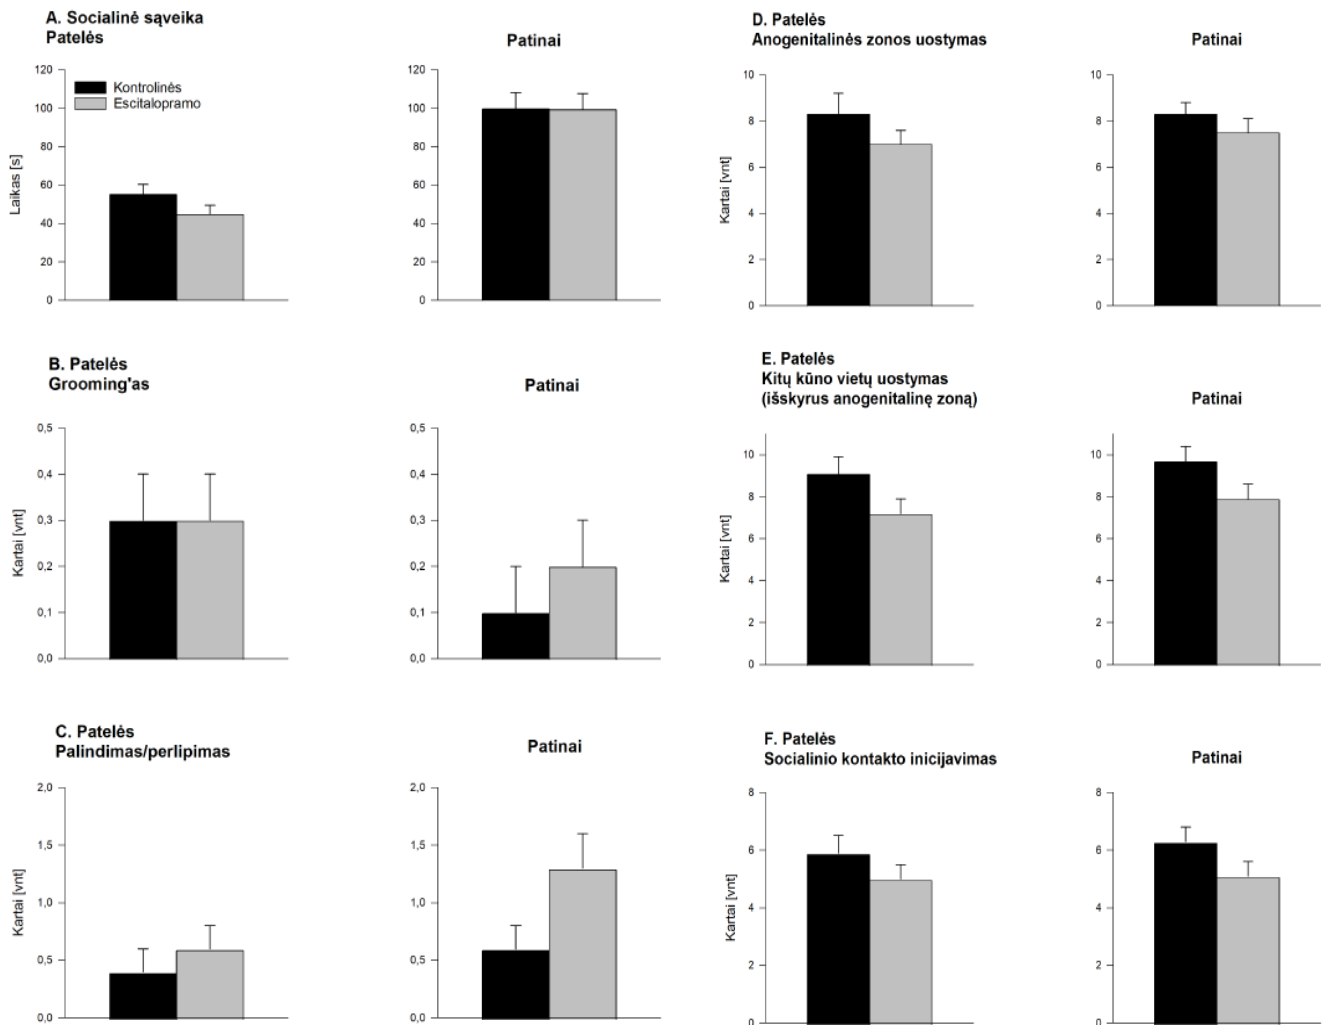 A. Socialinė sąveika
Patelės
Patinai
120
100
80
60
40
20
0
Laikas [s]
Kontrolinės
Escitalopramo
120
100
80
60
40
20
0
B. Patelės
Grooming'as
Patinai
0,5
0,4
0,3
0,2
0,1
0,0
Kartai [vnt]
0,5
0,4
0,3
0,2
0,1
0,0
C. Patelės
Palindimas/perlipimas
Patinai
2,0
1,5
1,0
0,5
0,0
Kartai [vnt]
2,0
1,5
1,0
0,5
0,0
D. Patelės
Anogenitalinės zonos uostymas
Patinai
10
8
6
4
2
0
Kartai [vnt]
10
8
6
4
2
0
E. Patelės
Kitų kūno vietų uostymas
(išskyrus anogenitalinę zoną)
Patinai
10
8
6
4
2
0
Kartai [vnt]
10
8
6
4
2
0
F. Patelės
Socialinio kontakto inicijavimas
Patinai
8
6
4
2
0
Kartai [vnt]
8
6
4
2
0